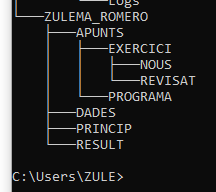 Logs
ZULEMA_ROMERO
APUNTS
EXERCICI
NOUS
REVISAT
PROGRAMA
DADES
PRINCIP
RESULT
C:\Users\ZULE>